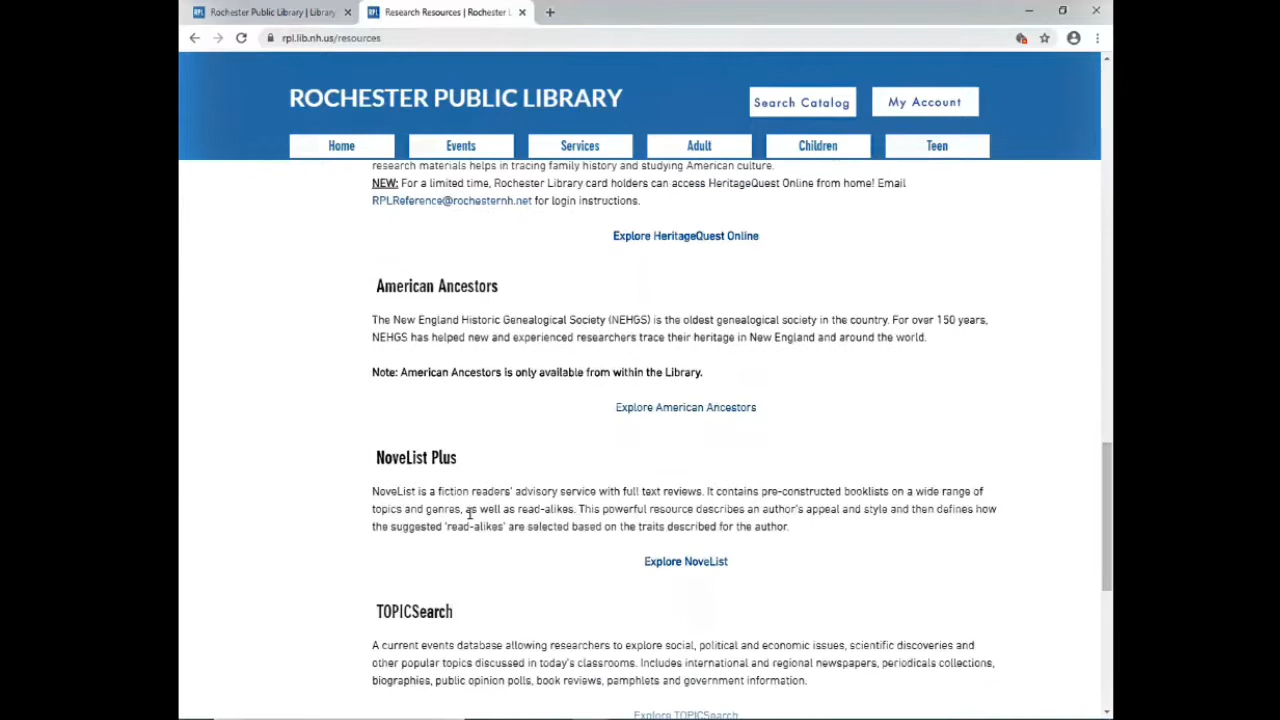 RPL Rochester Public Library | Library
RPL Research Resources | Rochester L
rpl.lib.nh.us/resources
ROCHESTER PUBLIC LIBRARY
Search Catalog
My Account
Home
Events
Services
Adult
Children
Teen
research materials helps in tracing family history and studying American culture.
NEW: For a limited time, Rochester Library card holders can access HeritageQuest Online from home! Email
RPLReference@rochesternh.net for login instructions.
Explore HeritageQuest Online
American Ancestors
The New England Historic Genealogical Society (NEHGS) is the oldest genealogical society in the country. For over 150 years,
NEHGS has helped new and experienced researchers trace their heritage in New England and around the world.
Note: American Ancestors is only available from within the Library.
Explore American Ancestors
NoveList Plus
NoveList is a fiction readers' advisory service with full text reviews. It contains pre-constructed booklists on a wide range of
topics and genres, as well as read-alikes. This powerful resource describes an author's appeal and style and then defines how
the suggested 'read-alikes' are selected based on the traits described for the author.
Explore NoveList
TOPICSearch
A current events database allowing researchers to explore social, political and economic issues, scientific discoveries and
other popular topics discussed in today's classrooms. Includes international and regional newspapers, periodicals collections,
biographies, public opinion polls, book reviews, pamphlets and government information.
Explore TOPICSearch